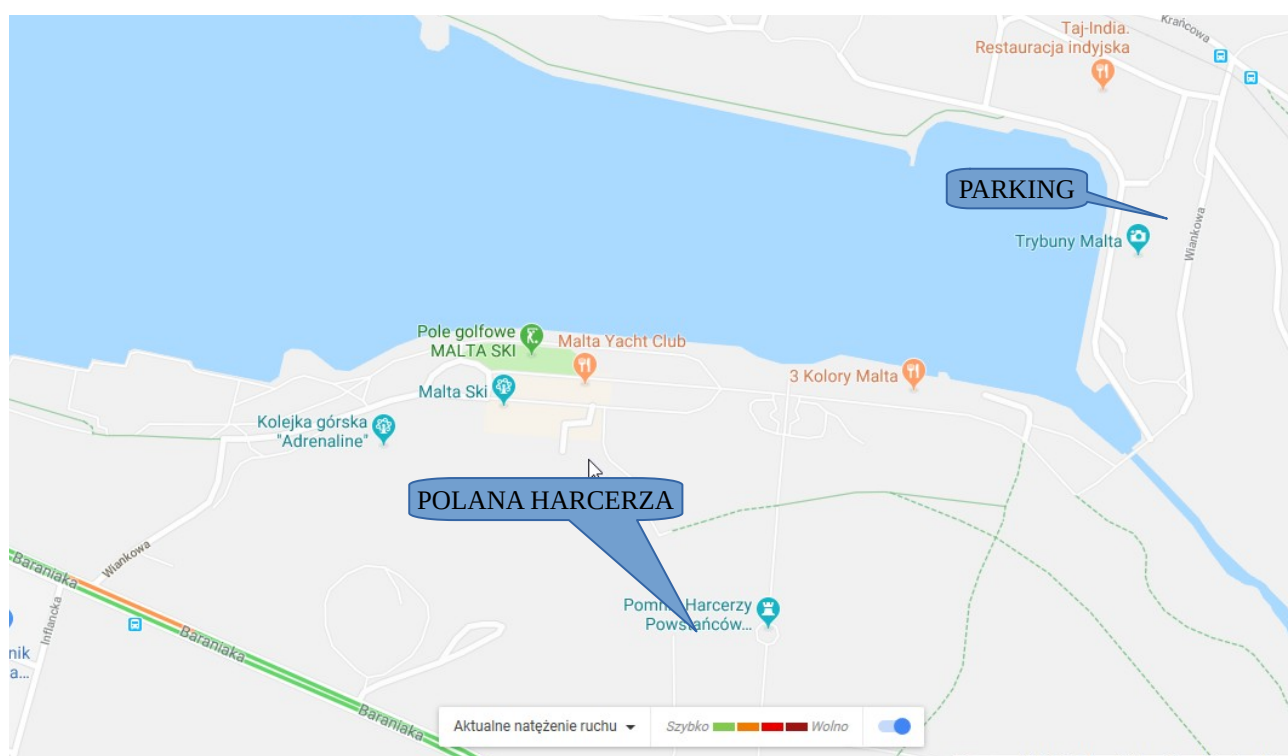 Krańcowa
Taj-India.
Restauracja indyjska
PARKING
Wiankowa
Trybuny Malta
Pole golfowe
MALTA SKI
Malta Yacht Club
3 Kolory Malta
Malta Ski
Kolejka górska
"Adrenaline"
POLANA HARCERZA
Wiankowa
Baraniaka
Inflancka
Baraniaka
Harcerzy
Powstańców...
nik
a...
Baraniaka
Aktualne natężenie ruchu
Szybko
Wolno